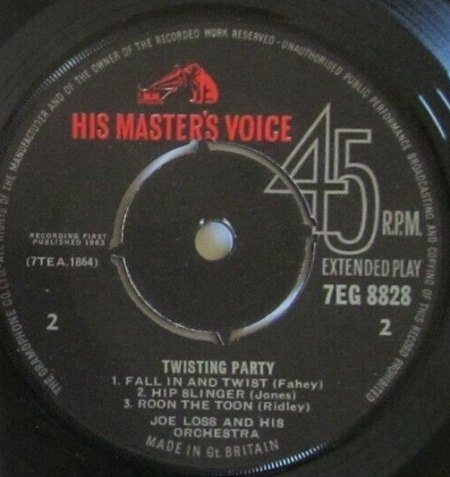 THE GRAMOPHONE CO. LTD. ALL RIGHTS OF THE MANUFACTURER AND OF THE OWNER OF THE RECORDED WORK RESERVED - UNAUTHORISED PUBLIC PERFORMANCE BROADCASTING AND COPYING OF THIS RECORD PROHIBITED
HIS MASTER'S VOICE
45
R.P.M.
EXTENDED PLAY
RECORDING FIRST
PUBLISHED 1963
(7TEA.1864)
7EG 8828
2
2
TWISTING PARTY
1. FALL IN AND TWIST (Fahey)
2. HIP SLINGER (Jones)
3. ROON THE TOON (Ridley)
JOE LOSS AND HIS
ORCHESTRA
MADE IN Gt. BRITAIN